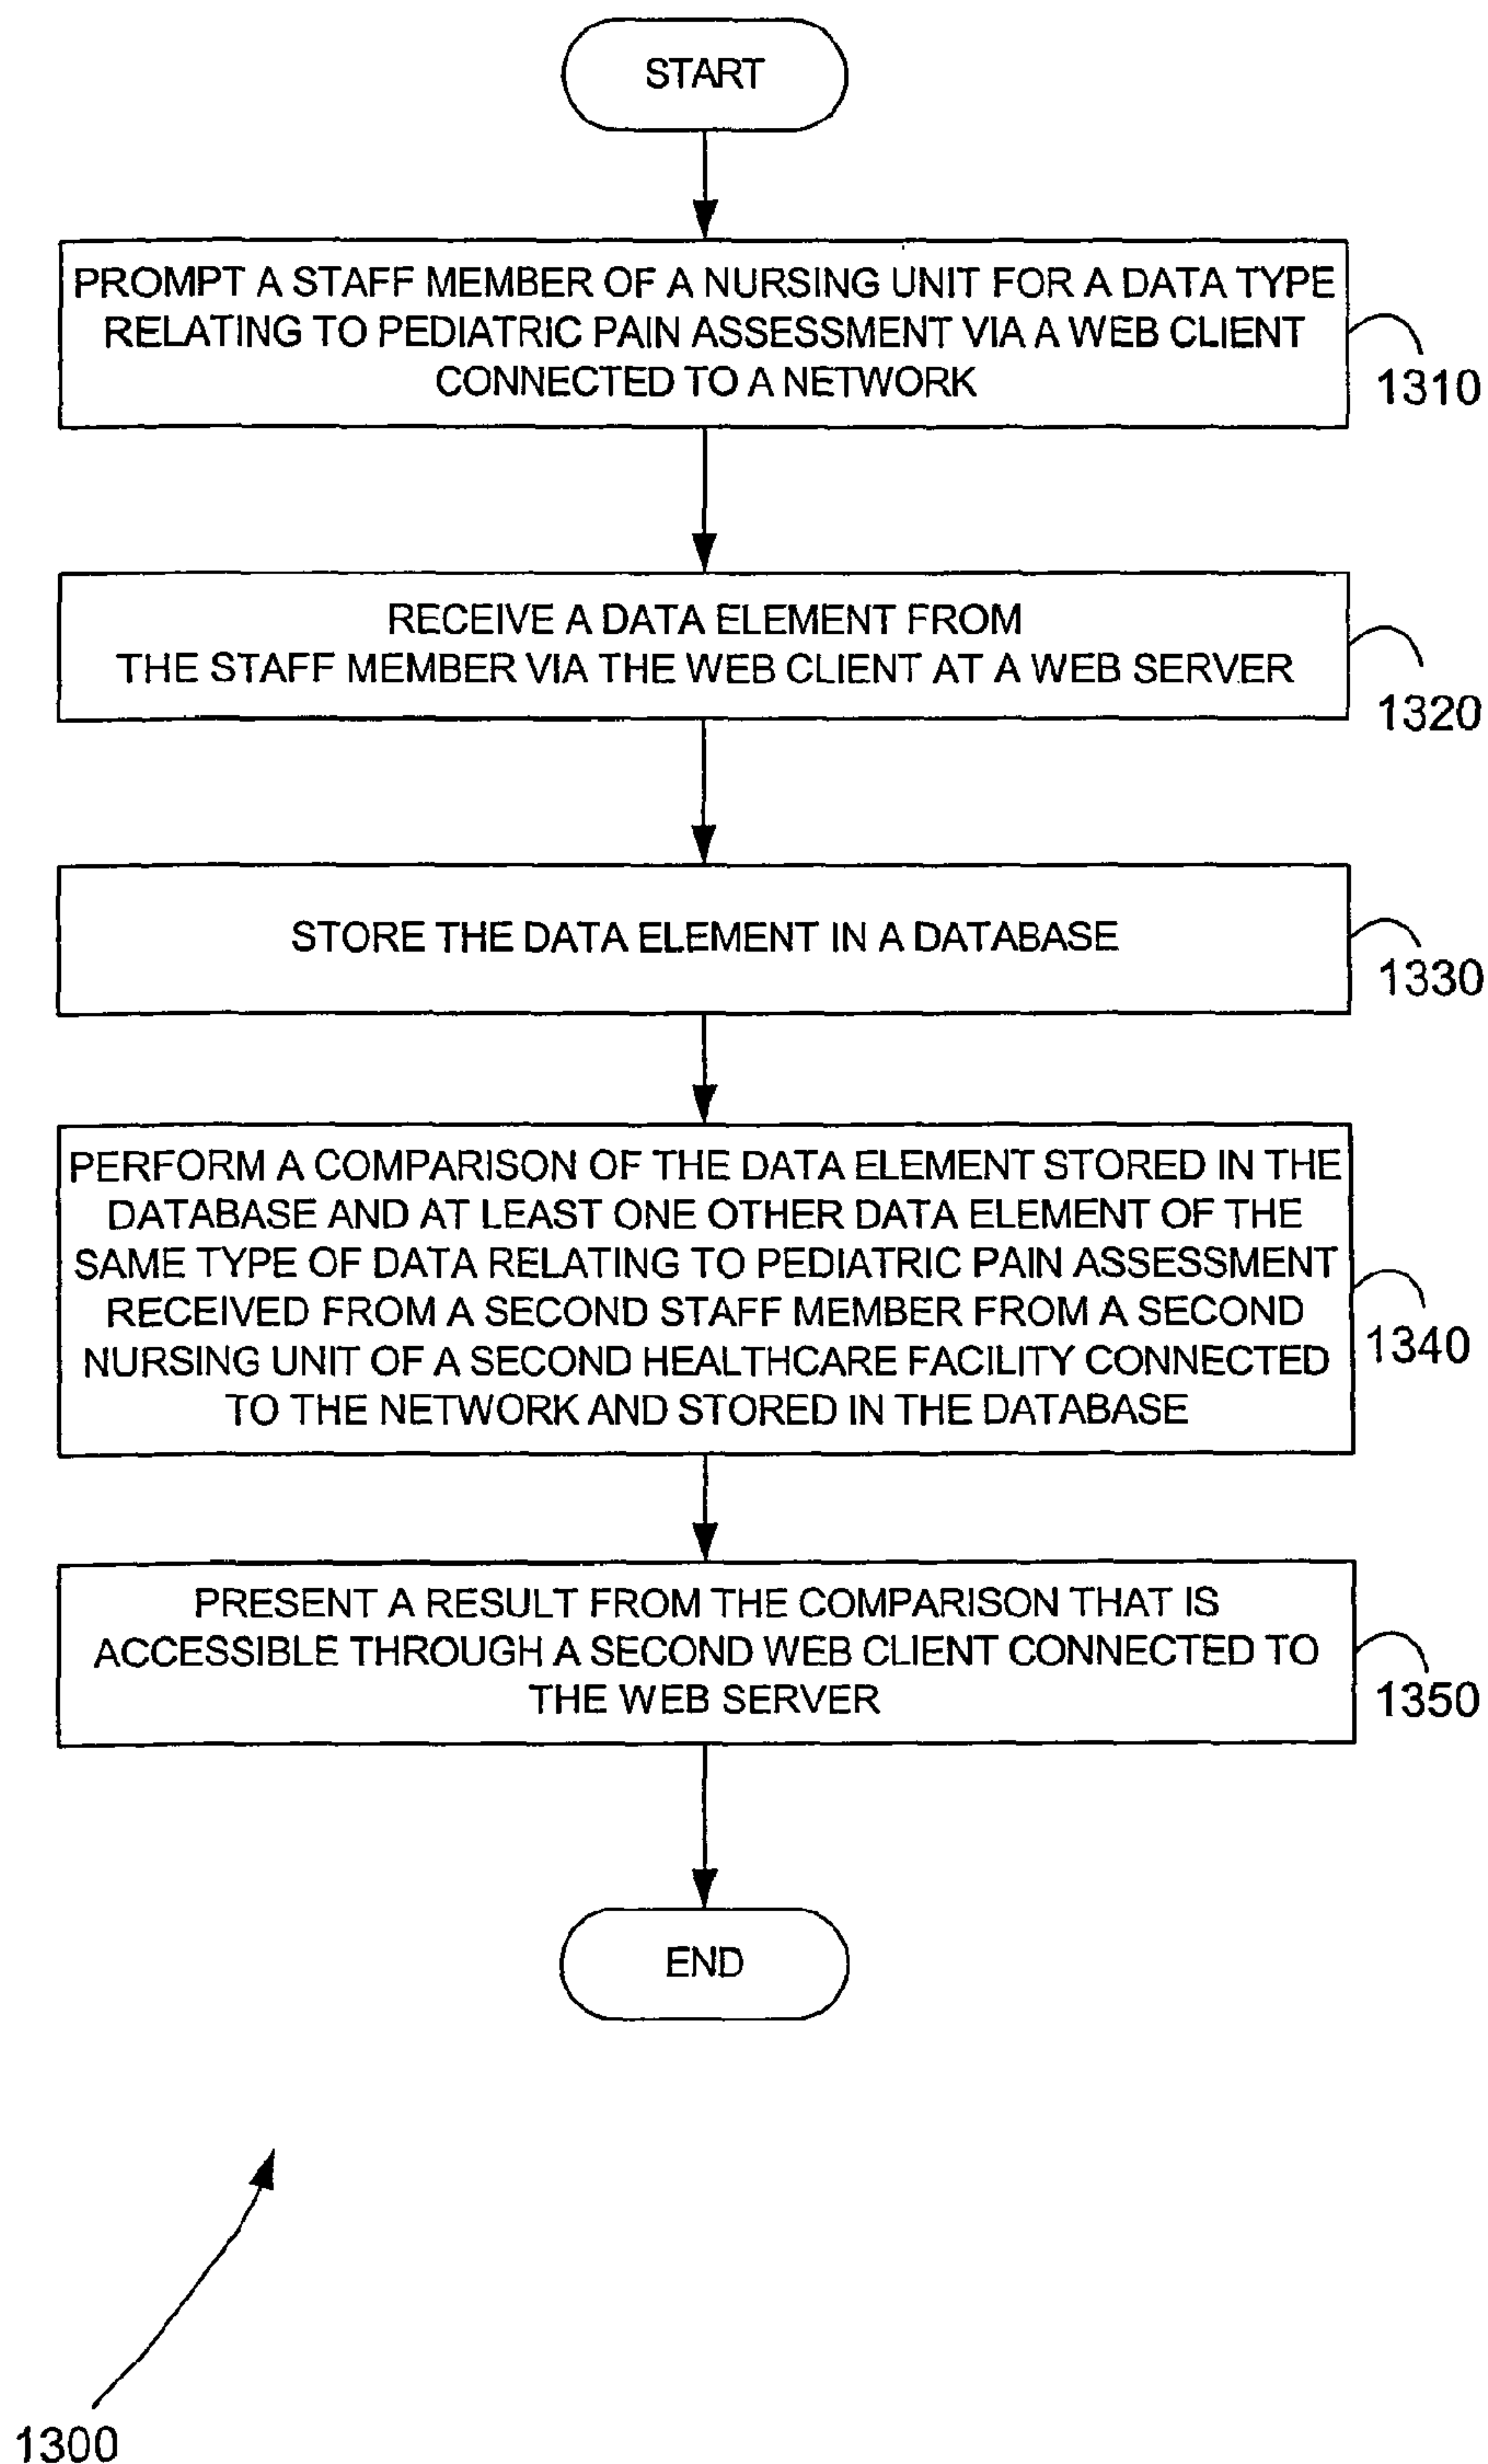 START
PROMPT A STAFF MEMBER OF A NURSING UNIT FOR A DATA TYPE
RELATING TO PEDIATRIC PAIN ASSESSMENT VIA A WEB CLIENT
CONNECTED TO A NETWORK
1310
RECEIVE A DATA ELEMENT FROM
THE STAFF MEMBER VIA THE WEB CLIENT AT A WEB SERVER
1320
STORE THE DATA ELEMENT IN A DATABASE
1330
PERFORM A COMPARISON OF THE DATA ELEMENT STORED IN THE
DATABASE AND AT LEAST ONE OTHER DATA ELEMENT OF THE
SAME TYPE OF DATA RELATING TO PEDIATRIC PAIN ASSESSMENT
RECEIVED FROM A SECOND STAFF MEMBER FROM A SECOND
NURSING UNIT OF A SECOND HEALTHCARE FACILITY CONNECTED
TO THE NETWORK AND STORED IN THE DATABASE
1340
PRESENT A RESULT FROM THE COMPARISON THAT IS
ACCESSIBLE THROUGH A SECOND WEB CLIENT CONNECTED TO
THE WEB SERVER
1350
END
1300